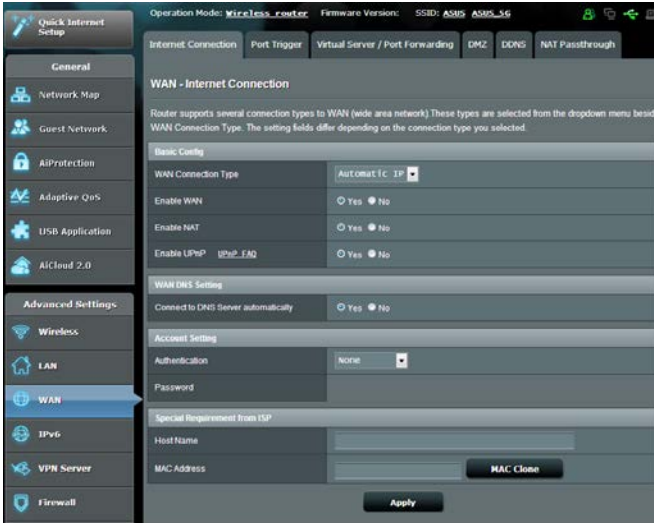 Quick Internet
Setup
Operation Mode: Wireless router Firmware Version: SSID: ASUS ASUS_5G
Internet Connection Port Trigger Virtual Server / Port Forwarding DMZ DDNS NAT Passthrough
General
Network Map
Guest Network
AiProtection
Adaptive QoS
USB Application
AiCloud 2.0
Advanced Settings
Wireless
LAN
WAN
IPv6
VPN Server
Firewall
WAN - Internet Connection
Router supports several connection types to WAN (wide area network).These types are selected from the dropdown menu besid
WAN Connection Type. The setting fields differ depending on the connection type you selected.
Basic Config
WAN Connection Type Automatic IP
Enable WAN Yes No
Enable NAT Yes No
Enable UPnP UPnP FAQ Yes No
WAN DNS Setting
Connect to DNS Server automatically Yes No
Account Setting
Authentication None
Password
Special Requirement from ISP
Host Name
MAC Address MAC Clone
Apply